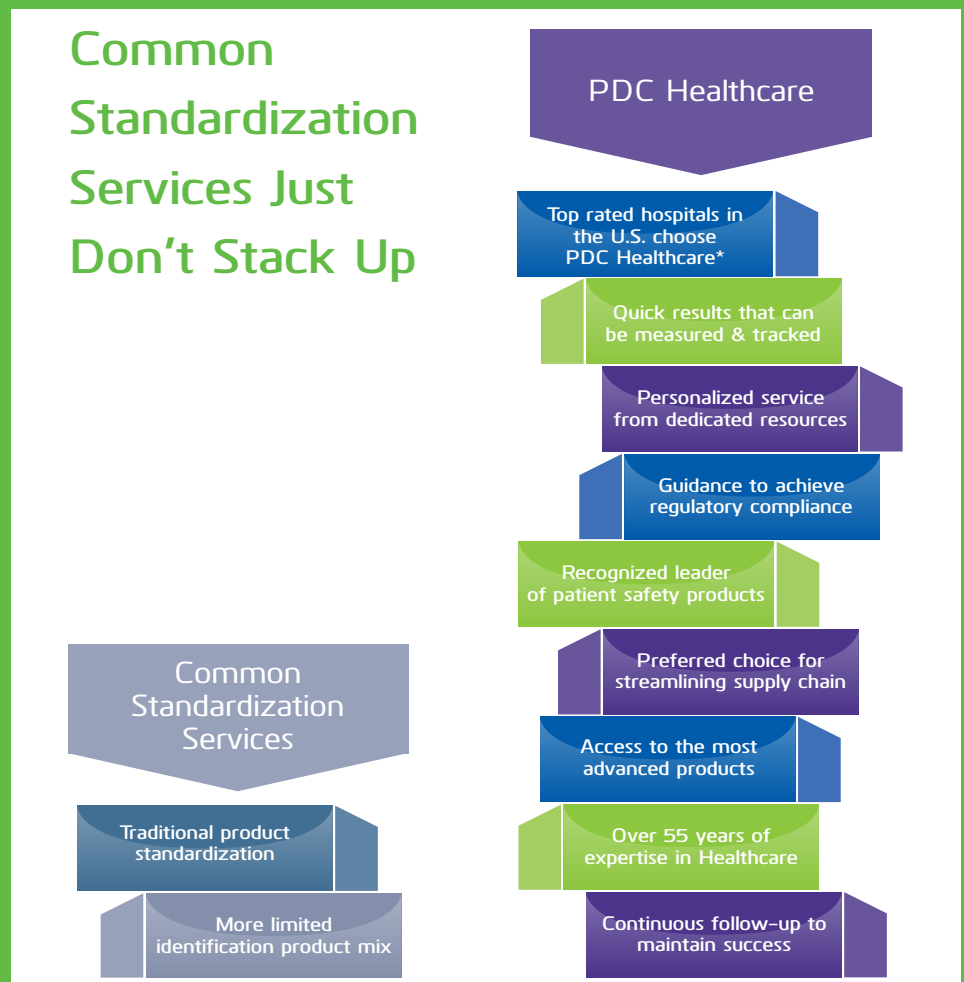 Common
Standardization
Services Just
Don't Stack Up
PDC Healthcare
Top rated hospitals in
the U.S. choose
PDC Healthcare*
Quick results that can
be measured & tracked
Personalized service
from dedicated resources
Guidance to achieve
regulatory compliance
Recognized leader
of patient safety products
Preferred choice for
streamlining supply chain
Access to the most
advanced products
Over 55 years of
expertise in Healthcare
Continuous follow-up to
maintain success
Common
Standardization
Services
Traditional product
standardization
More limited
identification product mix